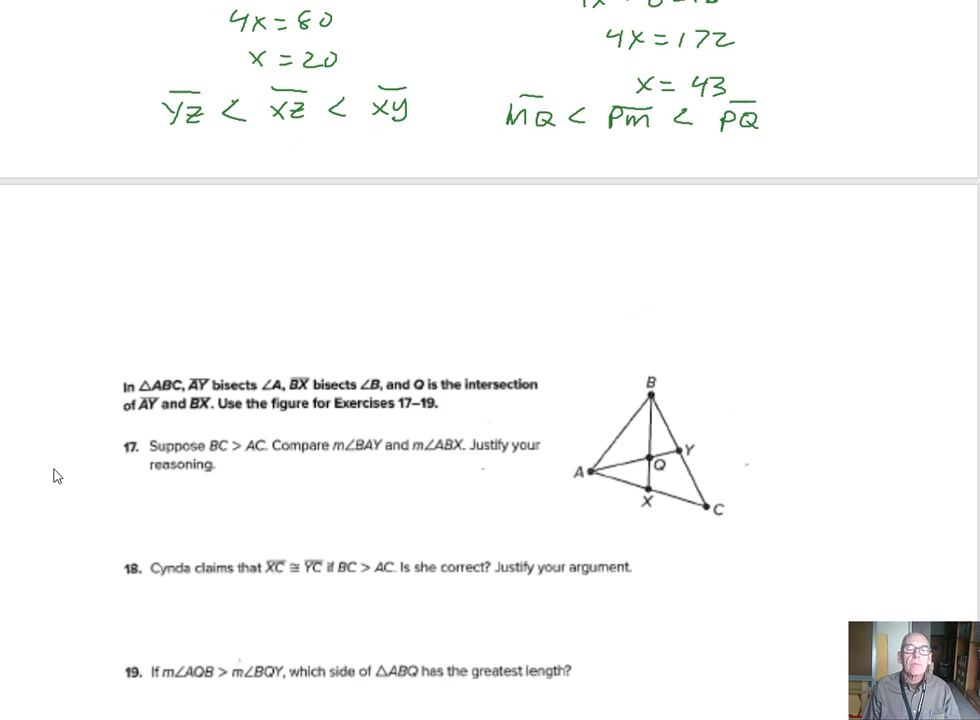 4x = 80
x = 20
YZ < XZ < XY
4x = 172
x = 43
MQ < PM < PQ
In △ABC, AY bisects ∠A, BX bisects ∠B, and Q is the intersection
of AY and BX. Use the figure for Exercises 17–19.
17. Suppose BC > AC. Compare m∠BAY and m∠ABX. Justify your
reasoning.
B
Y
A
Q
X
C
18. Cynda claims that XC ≅ YC if BC > AC. Is she correct? Justify your argument.
19. If m∠AQB > m∠BQY, which side of △ABQ has the greatest length?